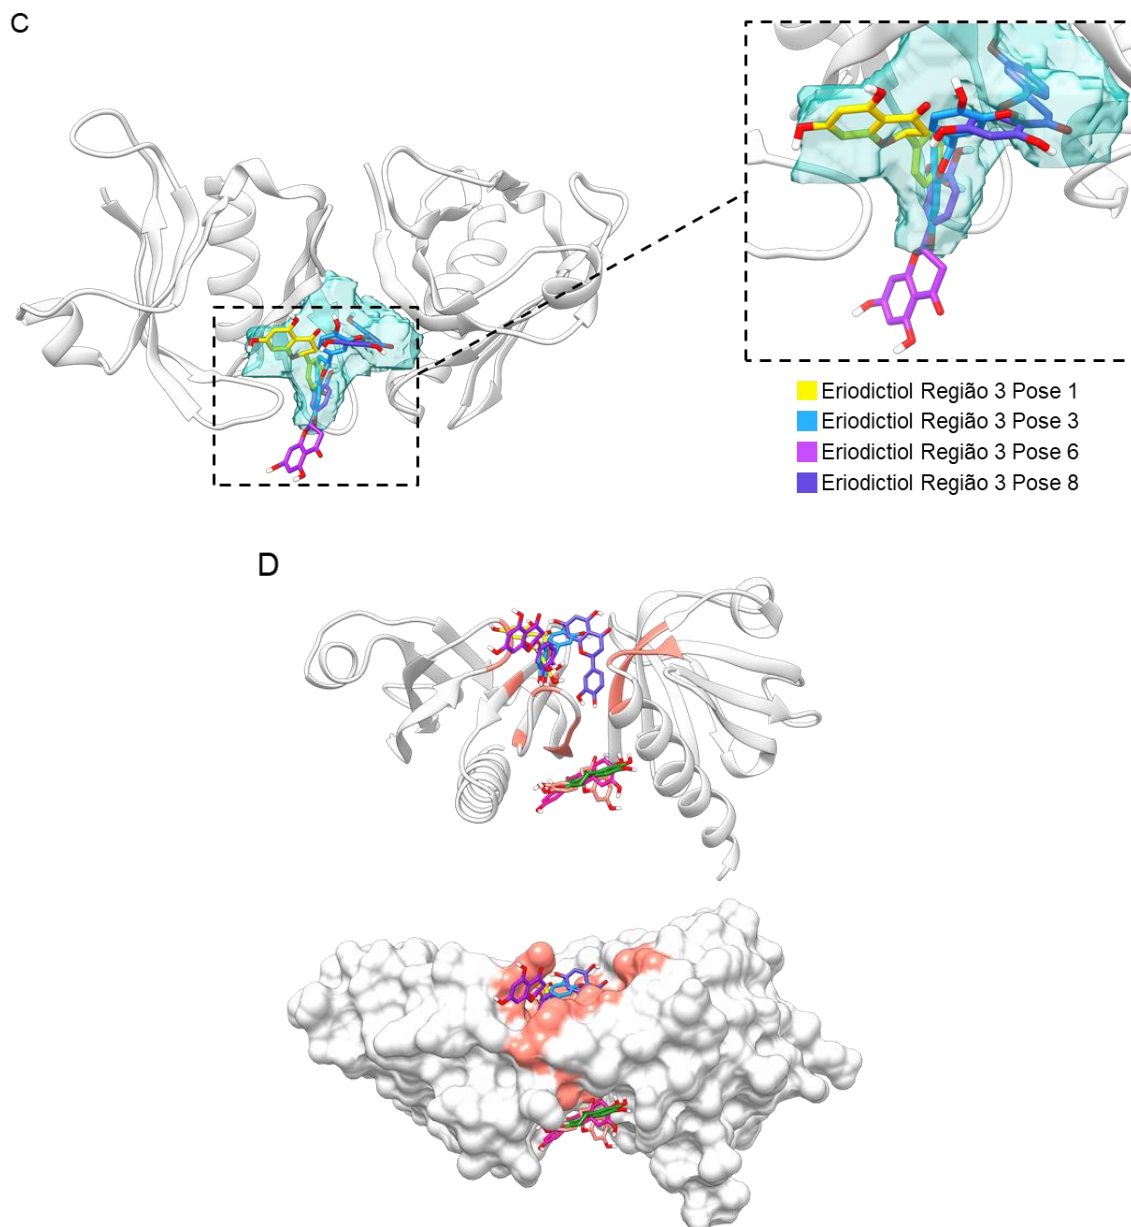 C
Eriodictiol Região 3 Pose 1
Eriodictiol Região 3 Pose 3
Eriodictiol Região 3 Pose 6
Eriodictiol Região 3 Pose 8
D